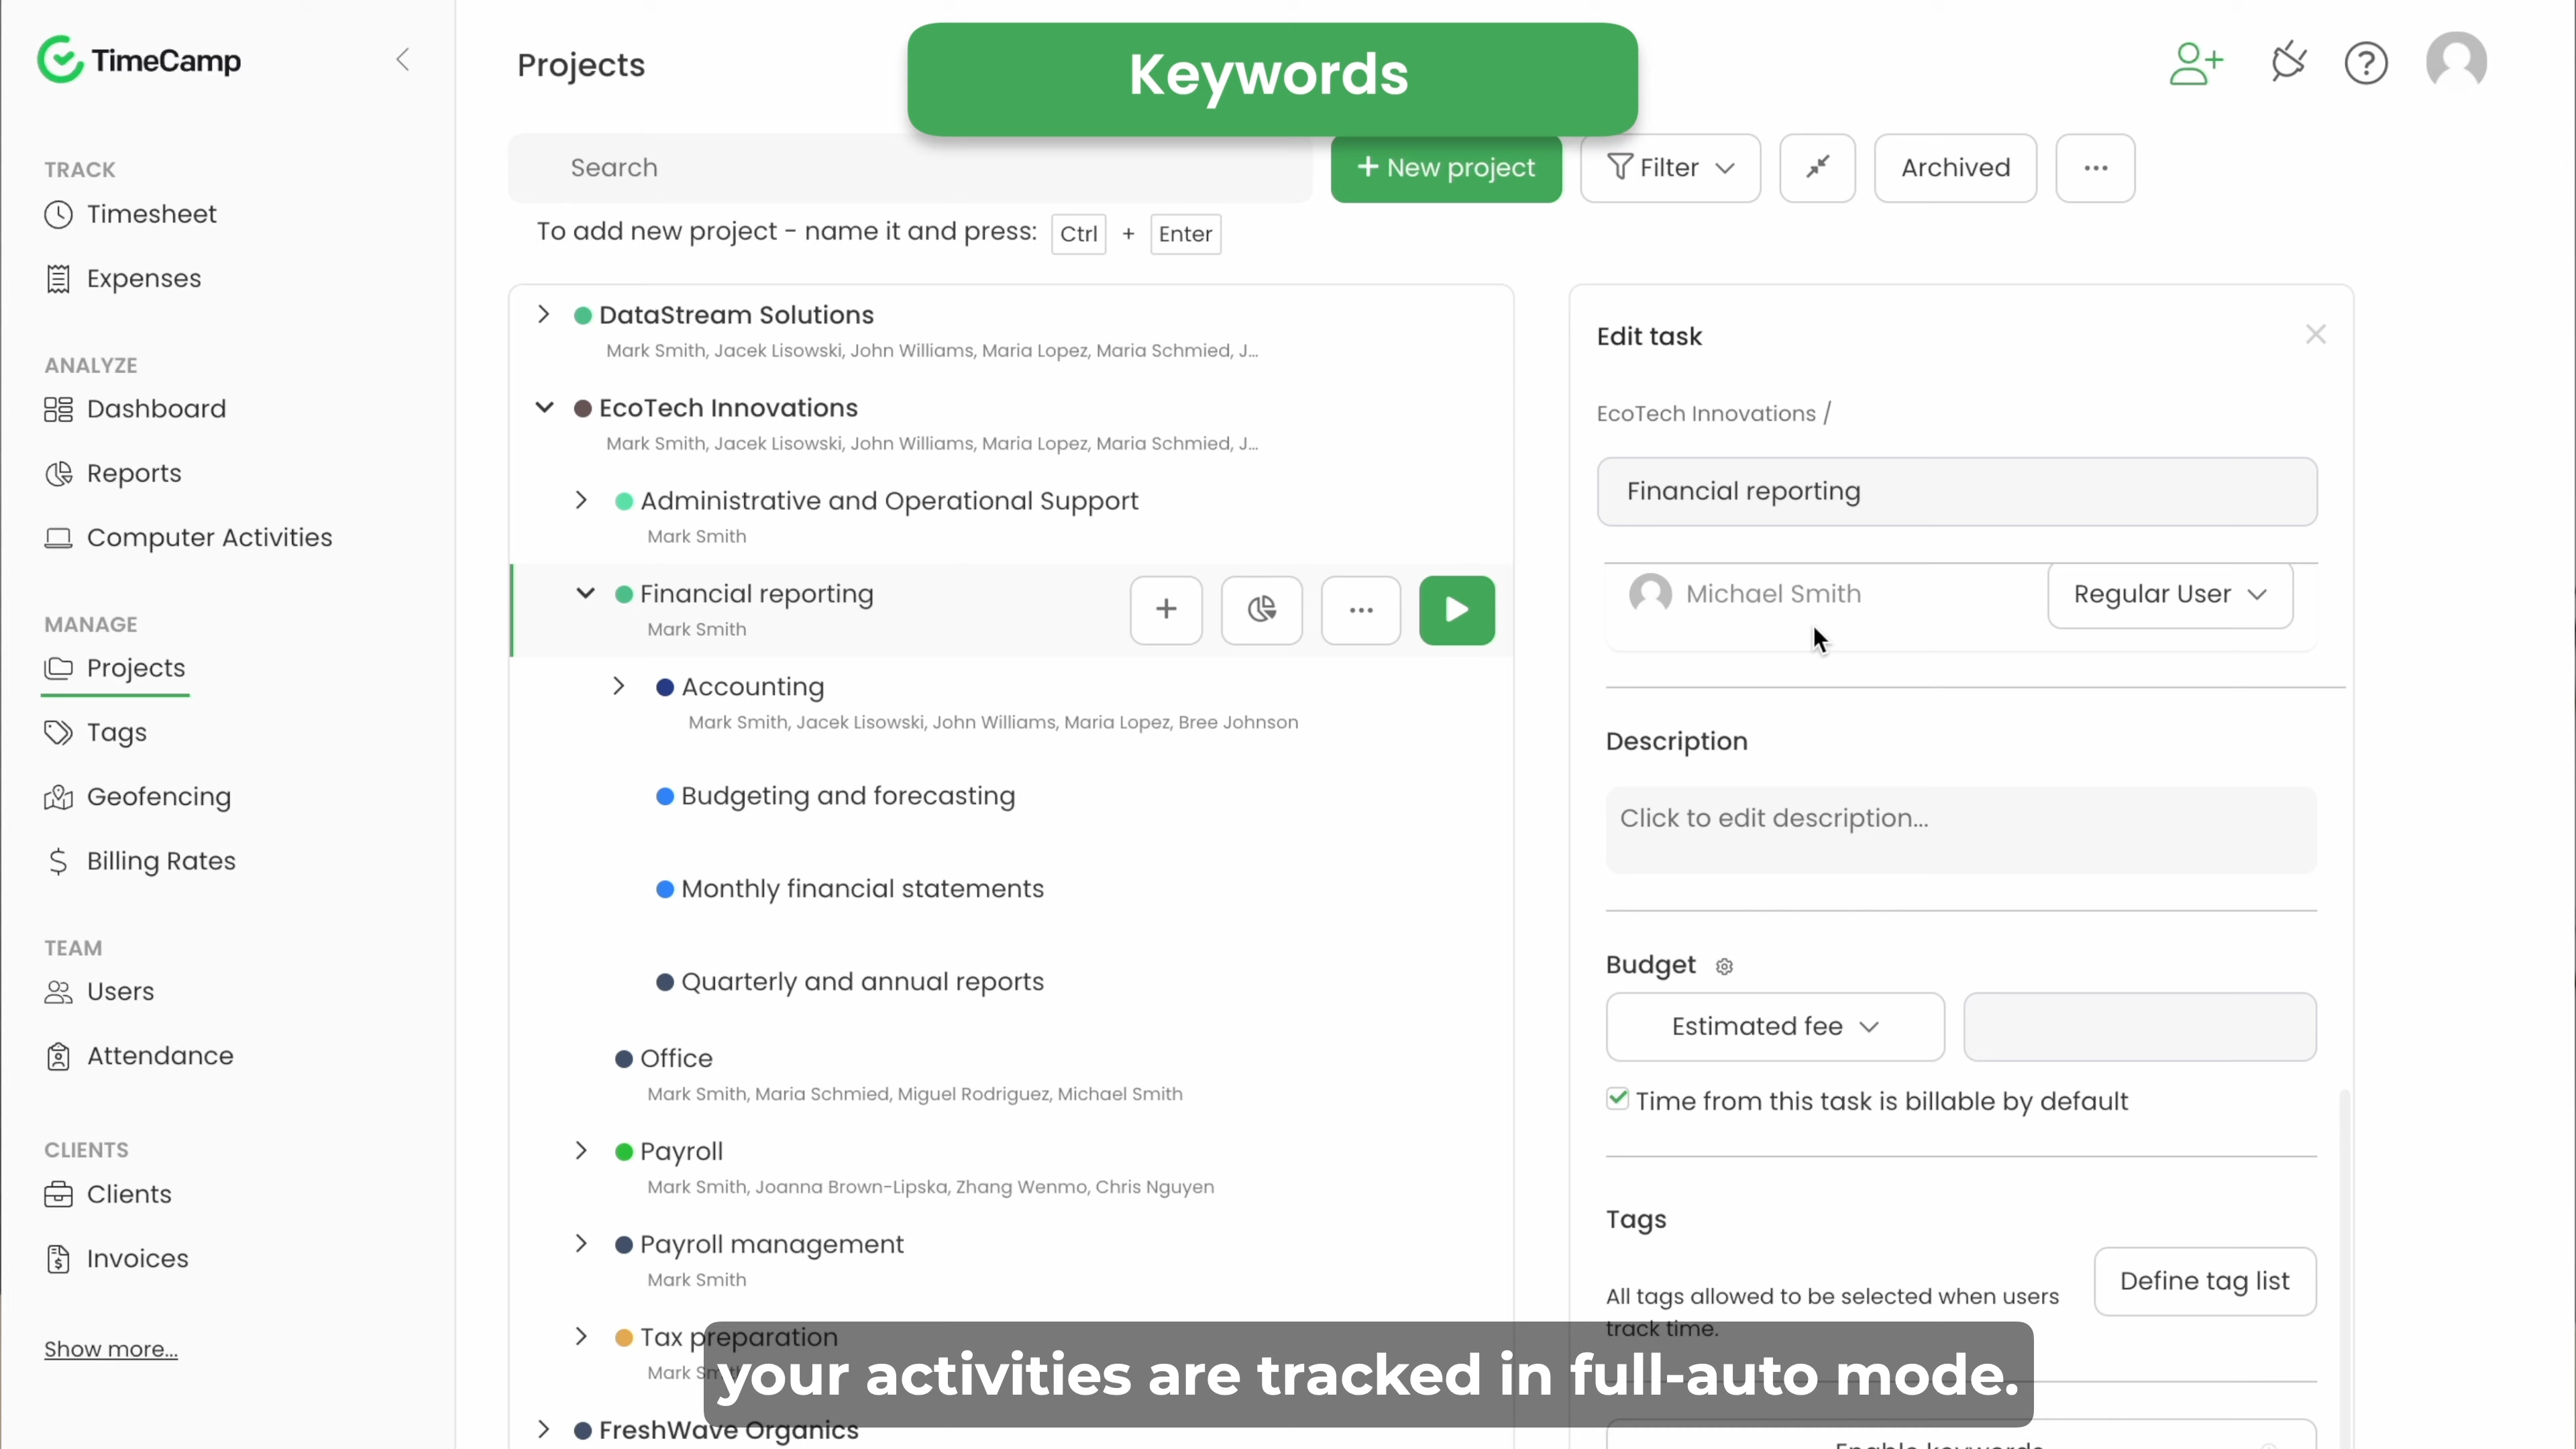 TimeCamp
TRACK
Timesheet
Expenses
ANALYZE
Dashboard
Reports
Computer Activities
MANAGE
Projects
Tags
Geofencing
Billing Rates
TEAM
Users
Attendance
CLIENTS
Clients
Invoices
Show more...
Projects
Keywords
Search
+ New project
Filter
Archived
...
To add new project - name it and press: Ctrl + Enter
DataStream Solutions
Mark Smith, Jacek Lisowski, John Williams, Maria Lopez, Maria Schmied, J...
EcoTech Innovations
Mark Smith, Jacek Lisowski, John Williams, Maria Lopez, Maria Schmied, J...
Administrative and Operational Support
Mark Smith
Financial reporting
Mark Smith
Accounting
Mark Smith, Jacek Lisowski, John Williams, Maria Lopez, Bree Johnson
Budgeting and forecasting
Monthly financial statements
Quarterly and annual reports
Office
Mark Smith, Maria Schmied, Miguel Rodriguez, Michael Smith
Payroll
Mark Smith, Joanna Brown-Lipska, Zhang Wenmo, Chris Nguyen
Payroll management
Mark Smith
Tax preparation
Mark Smith
FreshWave Organics
Edit task
EcoTech Innovations /
Financial reporting
Michael Smith
Regular User
Description
Click to edit description...
Budget
Estimated fee
Time from this task is billable by default
Tags
All tags allowed to be selected when users
track time.
Define tag list
Enable keywords
your activities are tracked in full-auto mode.